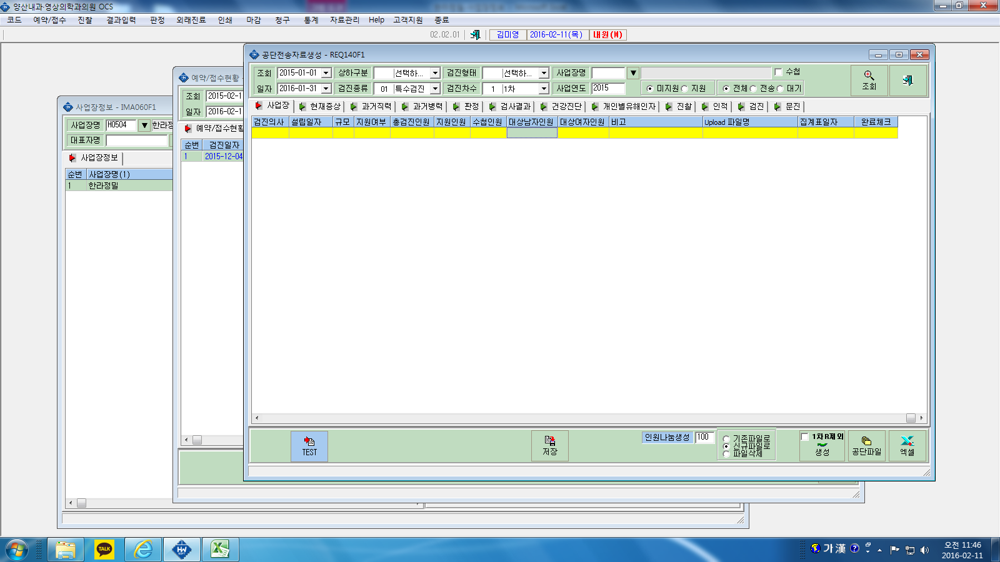 양산내과·영상의학과의원 OCS
코드 예약/접수 진찰 결과입력 판정 외래진료 인쇄 마감 청구 통계 자료관리 Help 고객지원 종료
02.02.01 김미영 2016-02-11(목) 내원(M)
공단전송자료생성 - REQ140F1
조회 2015-01-01 상하구분 선택하... 검진형태 선택하... 사업장명 수첩
일자 2016-01-31 검진종류 01 특수검진 검진차수 1 1차 사업연도 2015 미지원 지원 전체 전송 대기
조회
사업장 현재증상 과거직력 과거병력 판정 검사결과 건강진단 개인별유해인자 진찰 인적 검진 문진
검진의사 설립일자 규모 지원여부 총검진인원 지원인원 수첩인원 대상남자인원 대상여자인원 비고 Upload 파일명 집계표일자 완료체크
TEST
저장
인원나눔생성 100
기존파일로
신규파일로
파일삭제
1차R제외
생성
공단파일
엑셀
예약/접수현황 -
조회 2015-02-1
일자 2016-02-1
예약/접수현황
순번 검진일자
1 2015-12-04
사업장정보 - IMA060F1
사업장명 H0504 한라정
대표자명
사업장정보
순번 사업장명(1)
1 한라정밀
TALK
HW
SOFT
가 漢
오전 11:46
2016-02-11